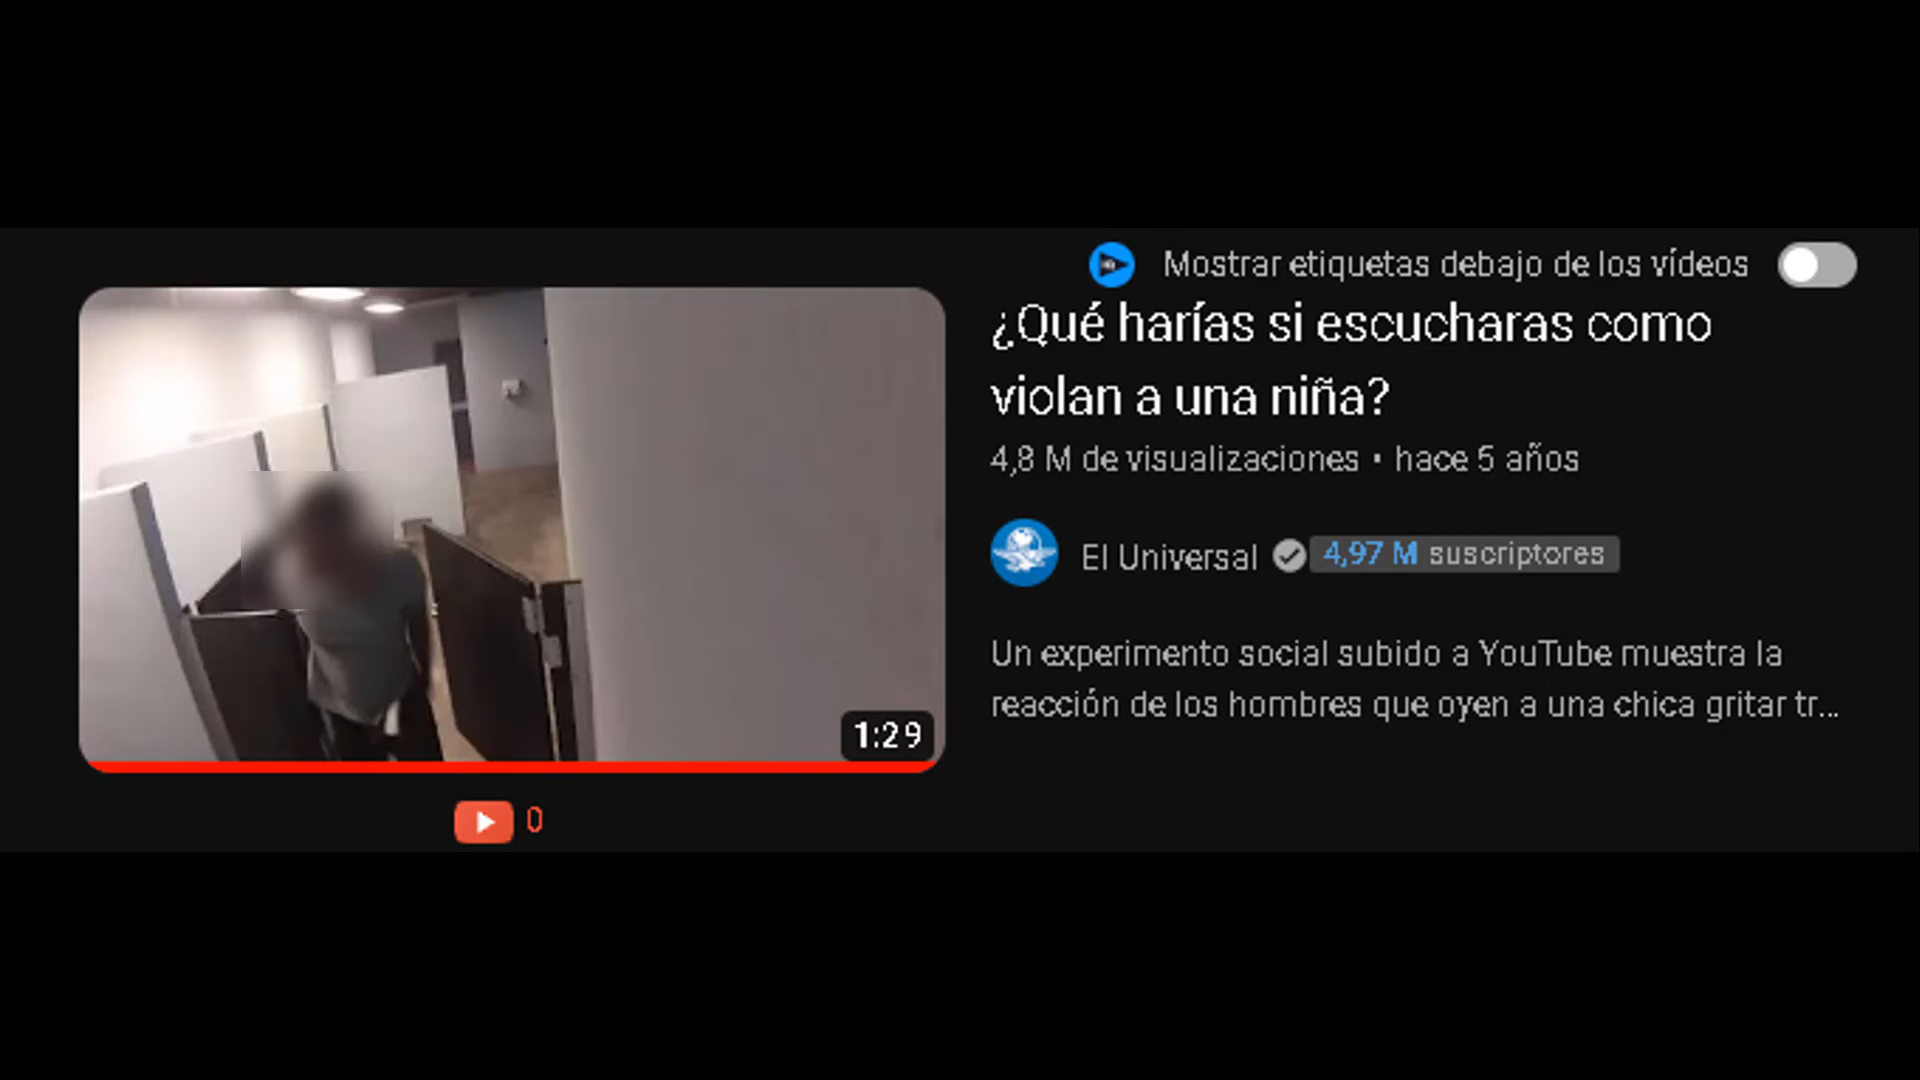 Mostrar etiquetas debajo de los vídeos
¿Qué harías si escucharas como
violan a una niña?
4,8 M de visualizaciones • hace 5 años
El Universal 4,97 M suscriptores
Un experimento social subido a YouTube muestra la
reacción de los hombres que oyen a una chica gritar tr...
1:29
0